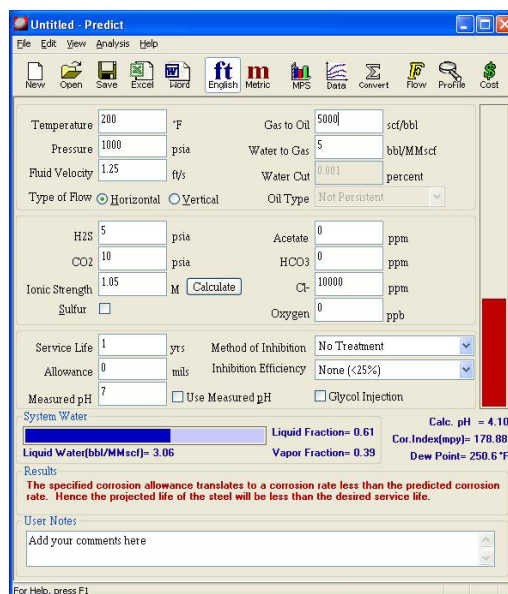 Untitled - Predict
File Edit View Analysis Help
New Open Save Excel Word ft English m Metric MPS Data Σ Convert F Flow Profile $ Cost
Temperature 200 °F Gas to Oil 5000 scf/bbl
Pressure 1000 psia Water to Gas 5 bbl/MMscf
Fluid Velocity 1.25 ft/s Water Cut 0.001 percent
Type of Flow Horizontal Vertical Oil Type Not Persistent
H2S 5 psia Acetate 0 ppm
CO2 10 psia HCO3 0 ppm
Ionic Strength 1.05 M Calculate Cl- 10000 ppm
Sulfur Oxygen 0 ppb
Service Life 1 yrs Method of Inhibition No Treatment
Allowance 0 mils Inhibition Efficiency None (<25%)
Measured pH 7 Use Measured pH Glycol Injection
System Water
Liquid Fraction= 0.61 Calc. pH = 4.10
Cor.Index(mpy)= 178.88
Liquid Water(bbl/MMscf)= 3.06 Vapor Fraction= 0.39 Dew Point= 250.6 °F
Results
The specified corrosion allowance translates to a corrosion rate less than the predicted corrosion
rate. Hence the projected life of the steel will be less than the desired service life.
User Notes
Add your comments here
For Help, press F1